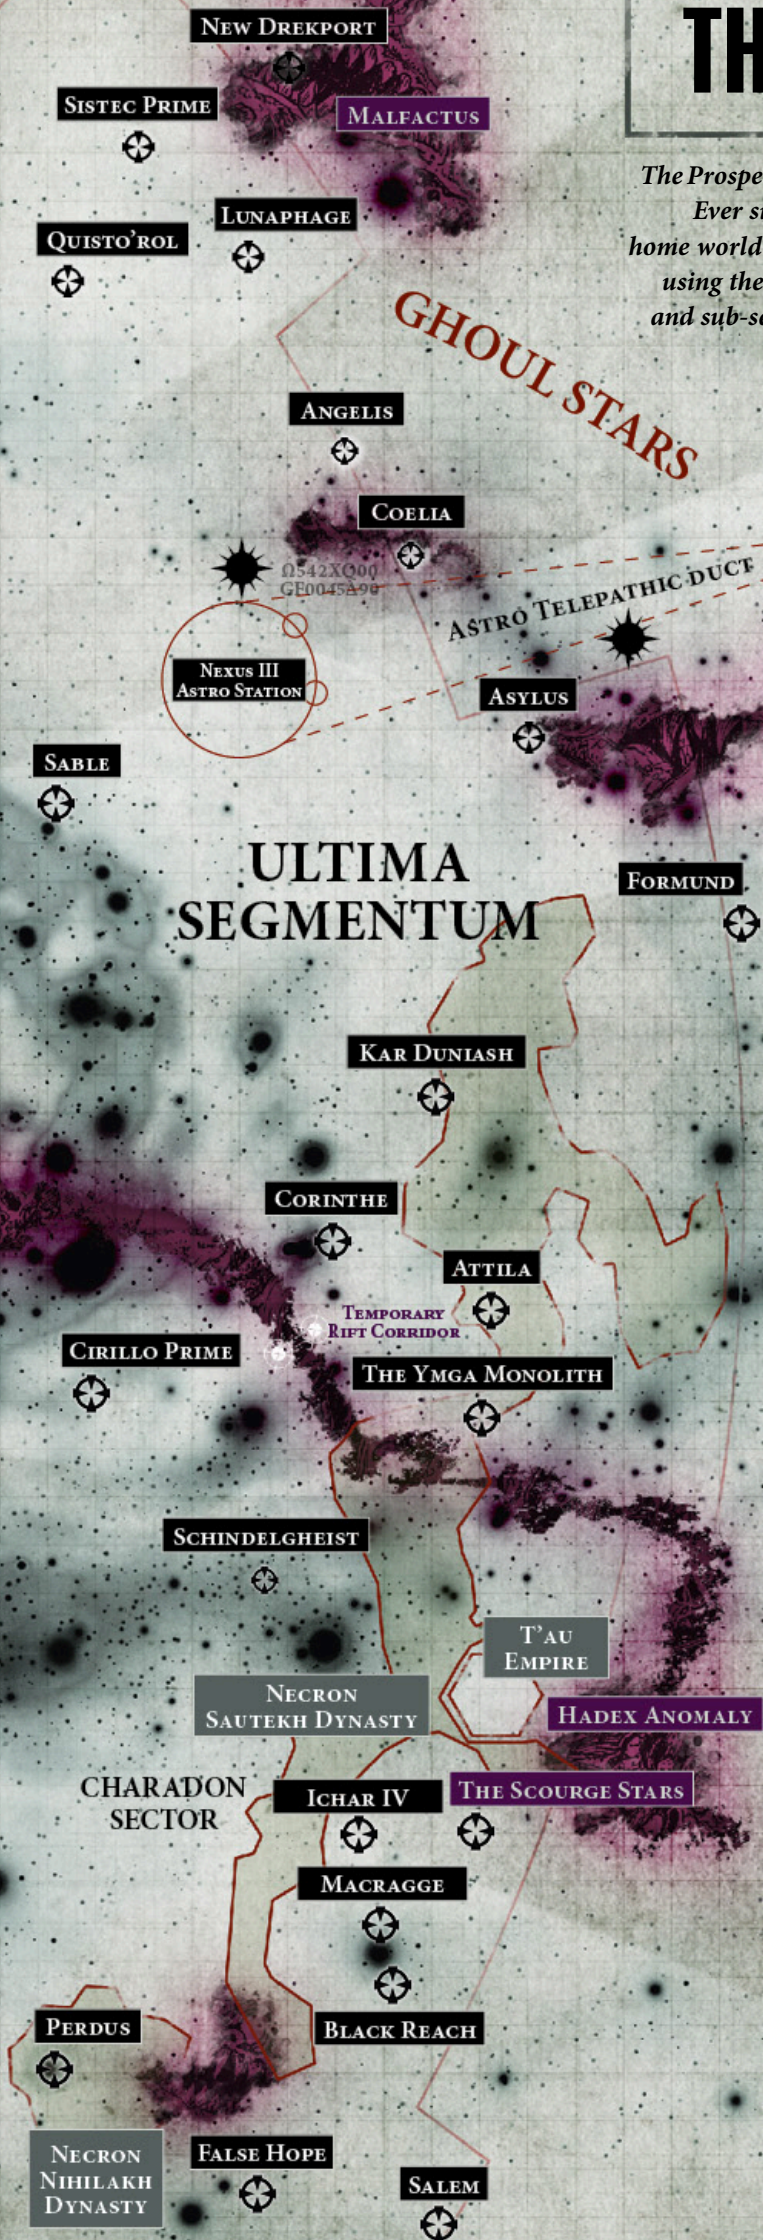 NEW DREKPORT
TH
SISTEC PRIME
MALFACTUS
The Prospe
LUNAPHAGE
Ever si
QUISTO'ROL
home world
using the
and sub-se
GHOUL STARS
ANGELIS
COELIA
Ω542XQ00
GF0045A90
ASTRO TELEPATHIC DUCT
NEXUS III
ASTRO STATION
ASYLUS
SABLE
ULTIMA
SEGMENTUM
FORMUND
KAR DUNIASH
CORINTHE
ATTILA
TEMPORARY
RIFT CORRIDOR
CIRILLO PRIME
THE YMGA MONOLITH
SCHINDELGHEIST
T'AU
EMPIRE
NECRON
SAUTEKH DYNASTY
HADEX ANOMALY
CHARADON
SECTOR
ICHAR IV
THE SCOURGE STARS
MACRAGGE
BLACK REACH
PERDUS
NECRON
NIHILAKH
DYNASTY
FALSE HOPE
SALEM